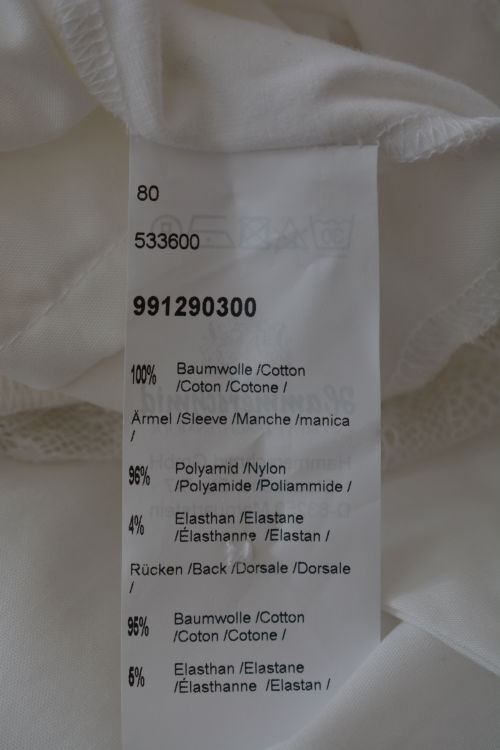 80
533600
991290300
100% Baumwolle /Cotton
/Coton /Cotone /
Ärmel /Sleeve /Manche /manica
/
96% Polyamid /Nylon
/Polyamide /Poliammide /
4% Elasthan /Elastane
/Élasthanne /Elastan /
Rücken /Back /Dorsale /Dorsale
/
95% Baumwolle /Cotton
/Coton /Cotone /
5% Elasthan /Elastane
/Élasthanne /Elastan /